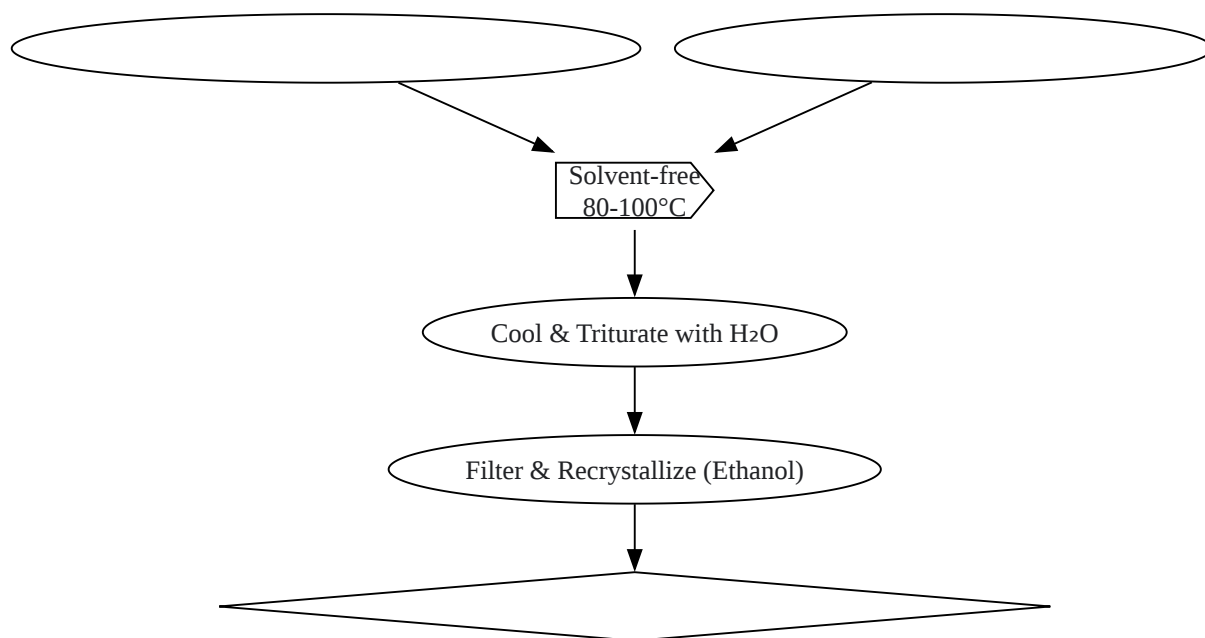 Solvent-free
80-100°C
Cool & Triturate with H₂O
Filter & Recrystallize (Ethanol)